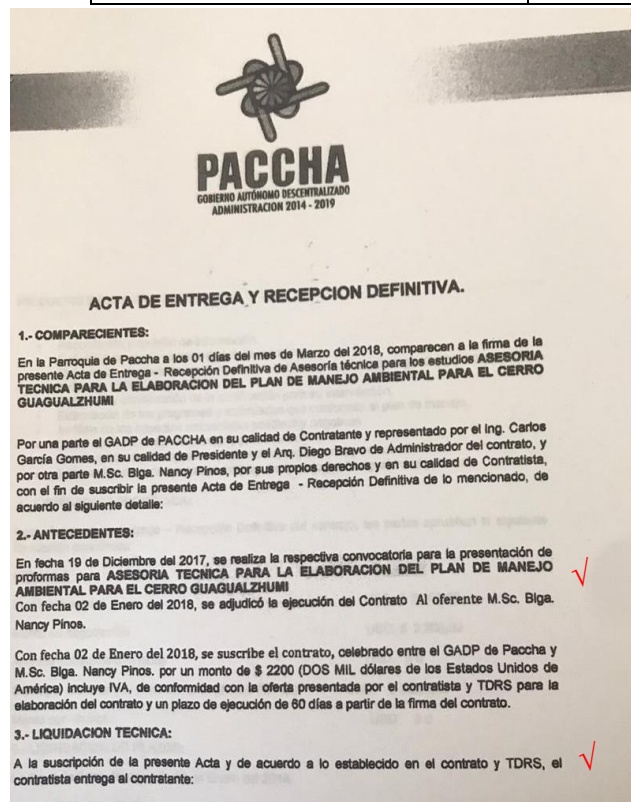 PACCHA
GOBIERNO AUTÓNOMO DESCENTRALIZADO
ADMINISTRACION 2014 - 2019
ACTA DE ENTREGA Y RECEPCION DEFINITIVA.
1.- COMPARECIENTES:
En la Parroquia de Paccha a los 01 días del mes de Marzo del 2018, comparecen a la firma de la
presente Acta de Entrega - Recepción Definitiva de Asesoría técnica para los estudios ASESORIA
TECNICA PARA LA ELABORACION DEL PLAN DE MANEJO AMBIENTAL PARA EL CERRO
GUAGUALZHUMI
Por una parte el GADP de PACCHA en su calidad de Contratante y representado por el Ing. Carlos
García Gomes, en su calidad de Presidente y el Arq. Diego Bravo de Administrador del contrato, y
por otra parte M.Sc. Blga. Nancy Pinos, por sus propios derechos y en su calidad de Contratista,
con el fin de suscribir la presente Acta de Entrega - Recepción Definitiva de lo mencionado, de
acuerdo al siguiente detalle:
2.- ANTECEDENTES:
En fecha 19 de Diciembre del 2017, se realiza la respectiva convocatoria para la presentación de
proformas para ASESORIA TECNICA PARA LA ELABORACION DEL PLAN DE MANEJO
AMBIENTAL PARA EL CERRO GUAGUALZHUMI
Con fecha 02 de Enero del 2018, se adjudicó la ejecución del Contrato Al oferente M.Sc. Blga.
Nancy Pinos.
Con fecha 02 de Enero del 2018, se suscribe el contrato, celebrado entre el GADP de Paccha y
M.Sc. Blga. Nancy Pinos. por un monto de $ 2200 (DOS MIL dólares de los Estados Unidos de
América) incluye IVA, de conformidad con la oferta presentada por el contratista y TDRS para la
elaboración del contrato y un plazo de ejecución de 60 días a partir de la firma del contrato.
3.- LIQUIDACION TECNICA:
A la suscripción de la presente Acta y de acuerdo a lo establecido en el contrato y TDRS, el
contratista entrega al contratante: